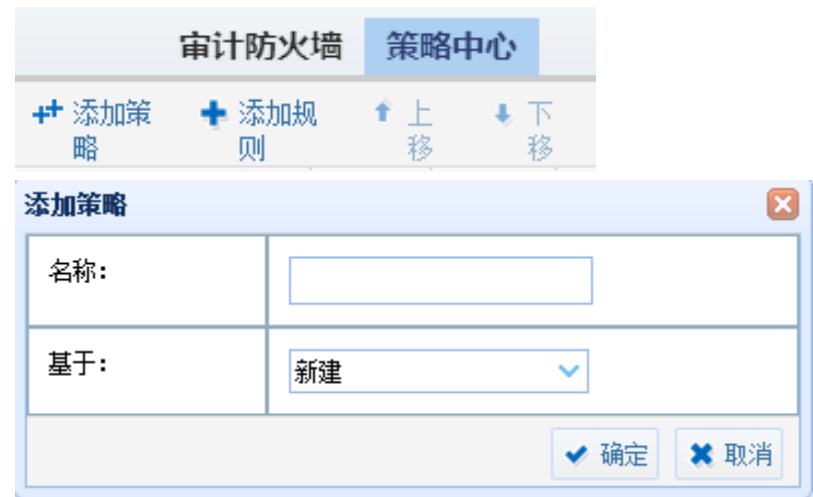 审计防火墙 策略中心
添加策略 添加规则 上移 下移
添加策略
名称:
基于: 新建
确定 取消